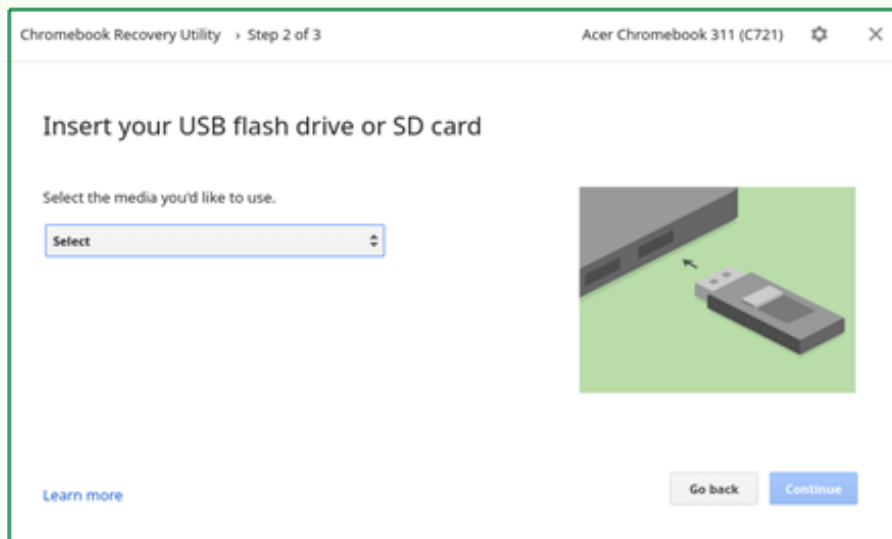 Chromebook Recovery Utility › Step 2 of 3 Acer Chromebook 311 (C721)
Insert your USB flash drive or SD card
Select the media you'd like to use.
Select
Learn more Go back Continue